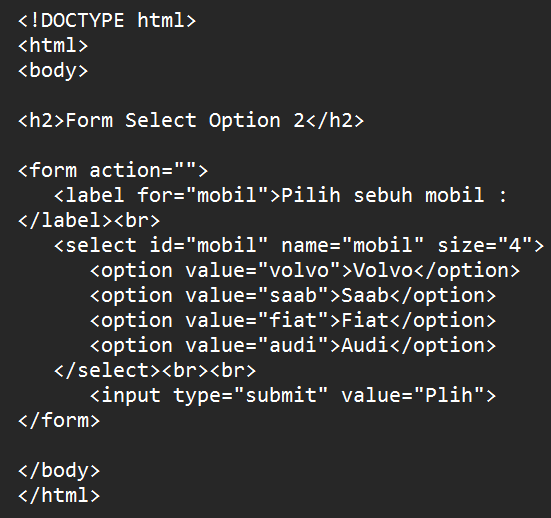 <!DOCTYPE html>
<html>
<body>
<h2>Form Select Option 2</h2>
<form action="">
<label for="mobil">Pilih sebuh mobil :
</label><br>
<select id="mobil" name="mobil" size="4">
<option value="volvo">Volvo</option>
<option value="saab">Saab</option>
<option value="fiat">Fiat</option>
<option value="audi">Audi</option>
</select><br><br>
<input type="submit" value="Plih">
</form>
</body>
</html>